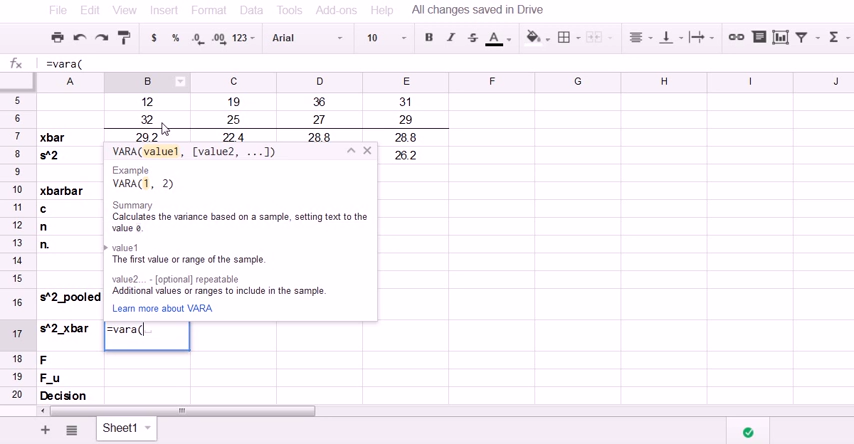 File Edit View Insert Format Data Tools Add-ons Help All changes saved in Drive
$ % .0 .00 123 Arial 10 B I S A Σ
fx =vara(
A B C D E F G H I J
5 12 19 36 31
6 32 25 27 29
7 xbar 29.2 22.4 28.8 28.8
8 s^2 26.2
VARA(value1, [value2, ...])
Example
VARA(1, 2)
Summary
Calculates the variance based on a sample, setting text to the
value 0.
value1
The first value or range of the sample.
value2... - [optional] repeatable
Additional values or ranges to include in the sample.
Learn more about VARA
9
10 xbarbar
11 c
12 n
13 n.
14
15
16 s^2_pooled
17 s^2_xbar =vara(
18 F
19 F_u
20 Decision
+ Sheet1